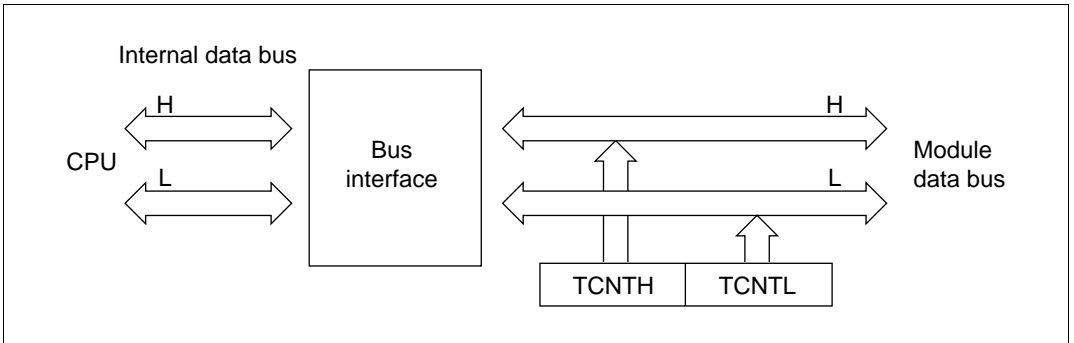 Internal data bus
H
H
CPU
Bus
interface
Module
data bus
L
L
TCNTH
TCNTL